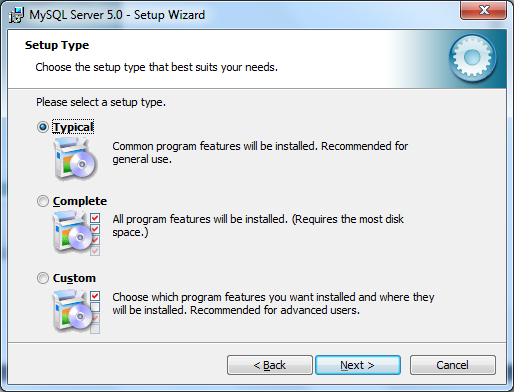 MySQL Server 5.0 - Setup Wizard
Setup Type
Choose the setup type that best suits your needs.
Please select a setup type.
Typical
Common program features will be installed. Recommended for
general use.
Complete
All program features will be installed. (Requires the most disk
space.)
Custom
Choose which program features you want installed and where they
will be installed. Recommended for advanced users.
< Back
Next >
Cancel